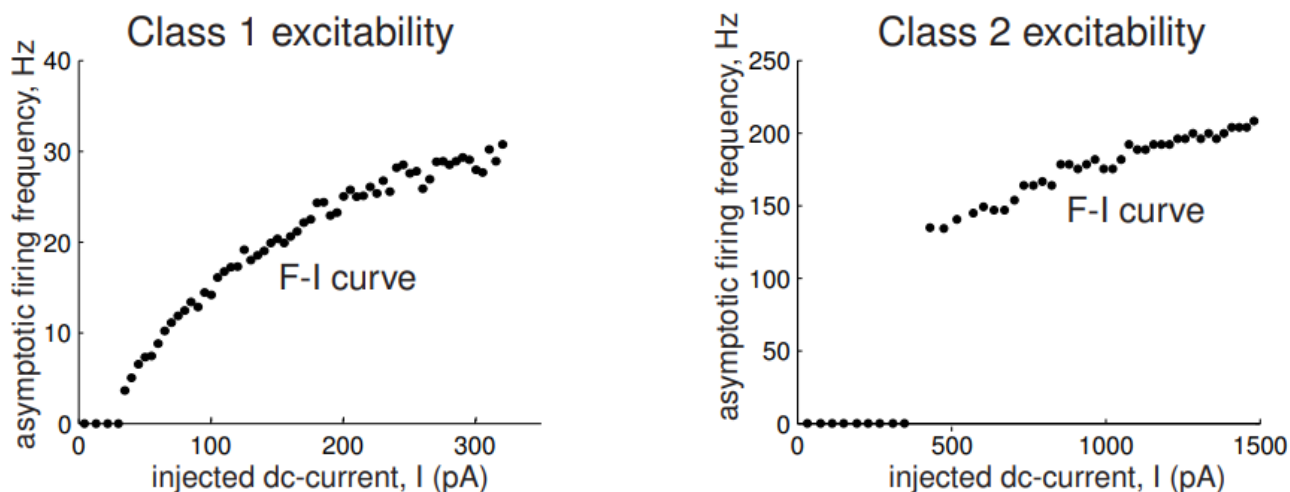 Class 1 excitability
asymptotic firing frequency, Hz
40
30
20
10
0
F-I curve
0 100 200 300
injected dc-current, I (pA)
Class 2 excitability
asymptotic firing frequency, Hz
250
200
150
100
50
0
F-I curve
0 500 1000 1500
injected dc-current, I (pA)